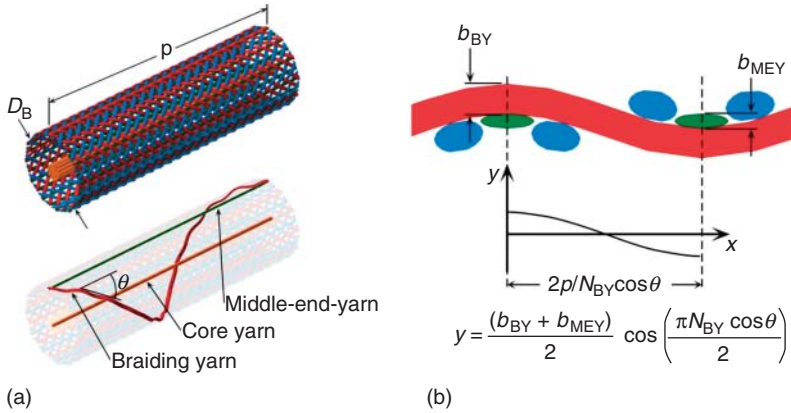 p
D_B
θ
Middle-end-yarn
Core yarn
Braiding yarn
(a)
b_BY
b_MEY
y
x
2p/N_BY cosθ
y = (b_BY + b_MEY)/2 cos(πN_BY cosθ/2)
(b)